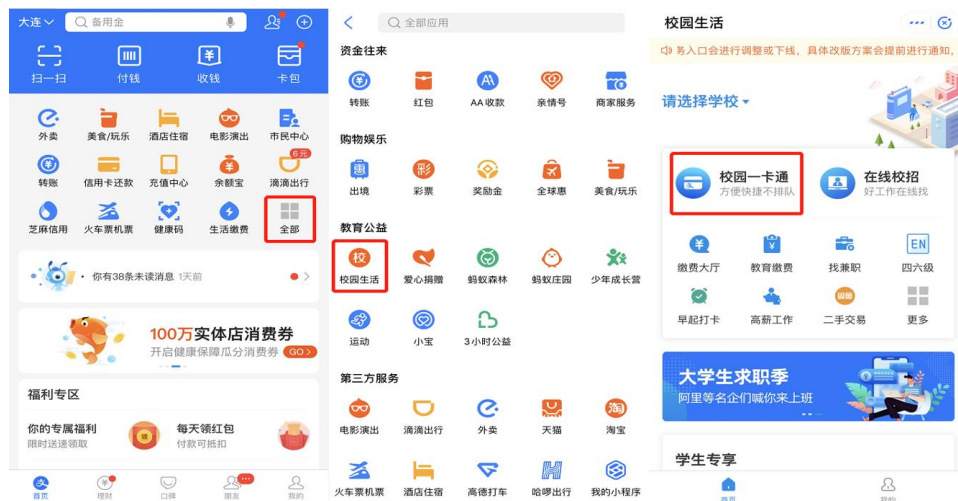 大连
备用金
扫一扫
付钱
收钱
卡包
外卖
美食/玩乐
酒店住宿
电影演出
市民中心
6元
转账
信用卡还款
充值中心
余额宝
滴滴出行
芝麻信用
火车票机票
健康码
生活缴费
全部
你有38条未读消息 1天前
100万实体店消费券
开启健康保障瓜分消费券 GO>
福利专区
你的专属福利
限时送速领取
每天领红包
付款可抵扣
首页
理财
口碑
朋友
我的
全部应用
资金往来
转账
红包
AA收款
亲情号
商家服务
购物娱乐
出境
彩票
奖励金
全球惠
美食/玩乐
教育公益
校
校园生活
爱心捐赠
蚂蚁森林
蚂蚁庄园
少年成长营
运动
小宝
3小时公益
第三方服务
电影演出
滴滴出行
外卖
天猫
淘
淘宝
火车票机票
酒店住宿
高德打车
哈啰出行
我的小程序
校园生活
务入口会进行调整或下线，具体改版方案会提前进行通知，
请选择学校
校园一卡通
方便快捷不排队
在线校招
好工作在线找
EN
缴费大厅
教育缴费
找兼职
四六级
早起打卡
高薪工作
二手交易
更多
大学生求职季
阿里等名企们喊你来上班
学生专享
首页
我的